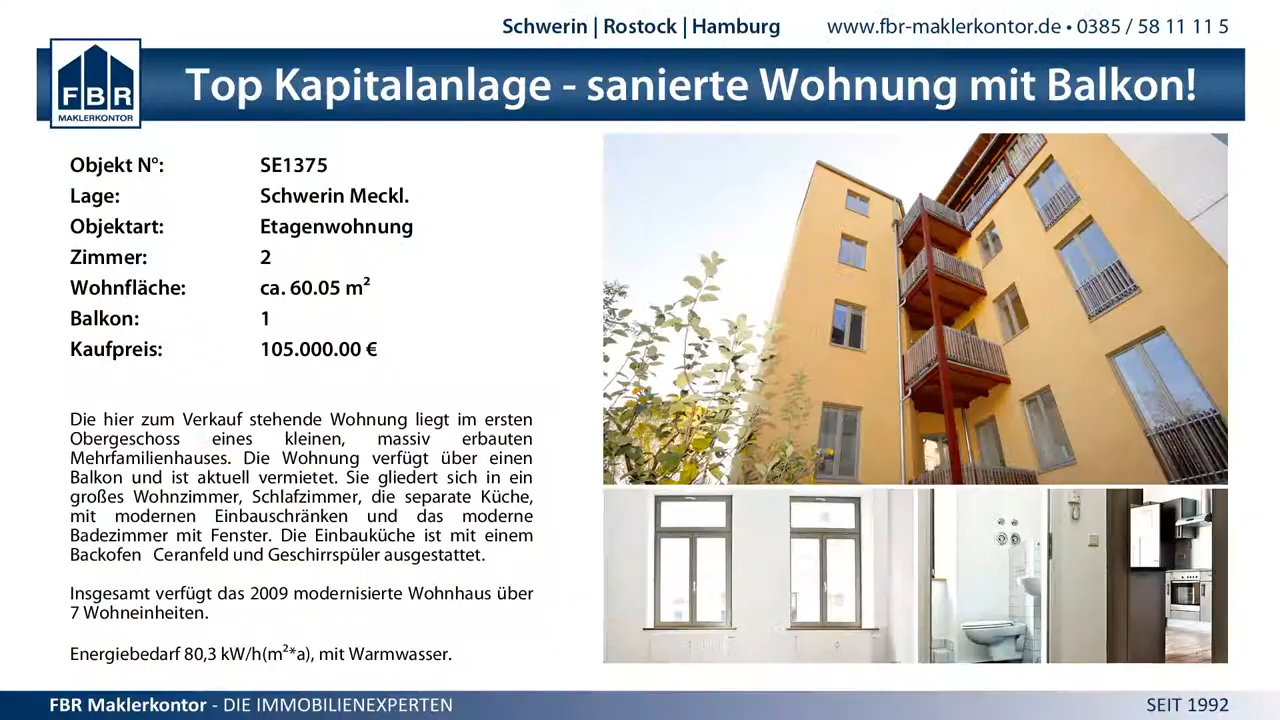 Schwerin | Rostock | Hamburg www.fbr-maklerkontor.de • 0385 / 58 11 11 5
FBR
MAKLERKONTOR
Top Kapitalanlage - sanierte Wohnung mit Balkon!
Objekt N°: SE1375
Lage: Schwerin Meckl.
Objektart: Etagenwohnung
Zimmer: 2
Wohnfläche: ca. 60.05 m²
Balkon: 1
Kaufpreis: 105.000.00 €
Die hier zum Verkauf stehende Wohnung liegt im ersten
Obergeschoss eines kleinen, massiv erbauten
Mehrfamilienhauses. Die Wohnung verfügt über einen
Balkon und ist aktuell vermietet. Sie gliedert sich in ein
großes Wohnzimmer, Schlafzimmer, die separate Küche,
mit modernen Einbauschränken und das moderne
Badezimmer mit Fenster. Die Einbauküche ist mit einem
Backofen Ceranfeld und Geschirrspüler ausgestattet.
Insgesamt verfügt das 2009 modernisierte Wohnhaus über
7 Wohneinheiten.
Energiebedarf 80,3 kW/h(m²*a), mit Warmwasser.
FBR Maklerkontor - DIE IMMOBILIENEXPERTEN SEIT 1992